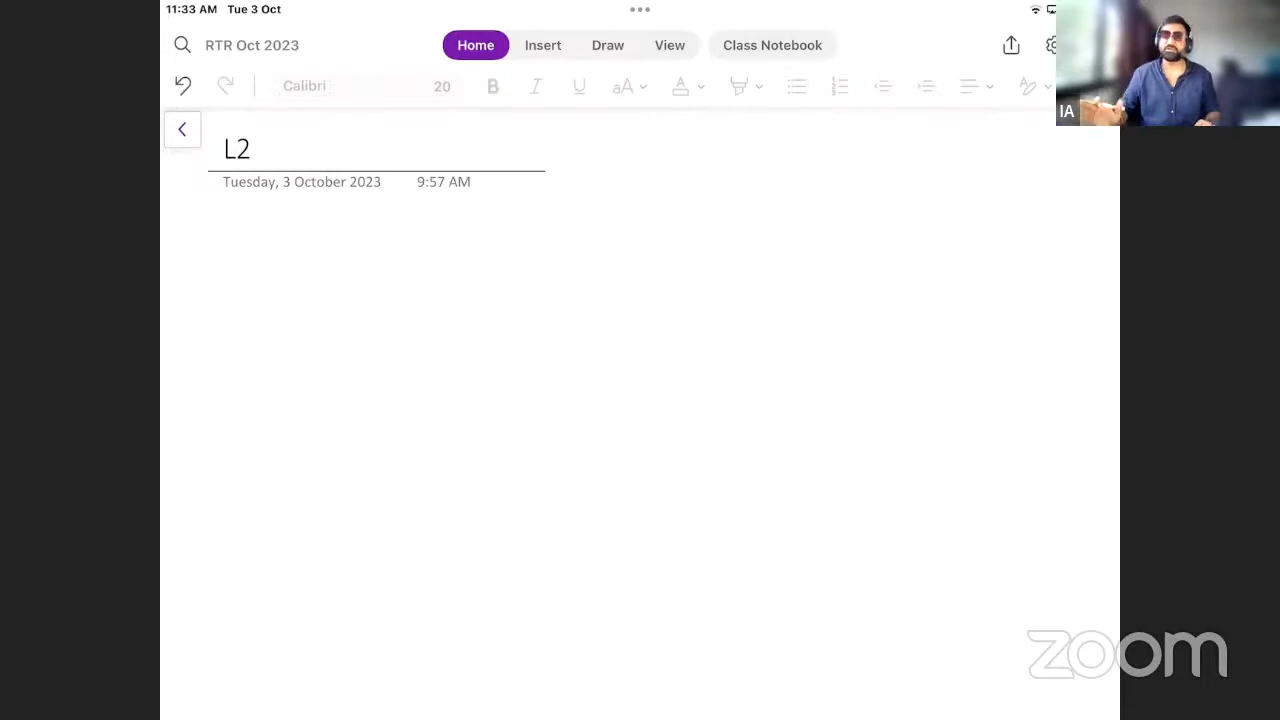 11:33 AM Tue 3 Oct
RTR Oct 2023
Home Insert Draw View Class Notebook
Calibri 20 B I U aA A
IA
L2
Tuesday, 3 October 2023 9:57 AM
zoom